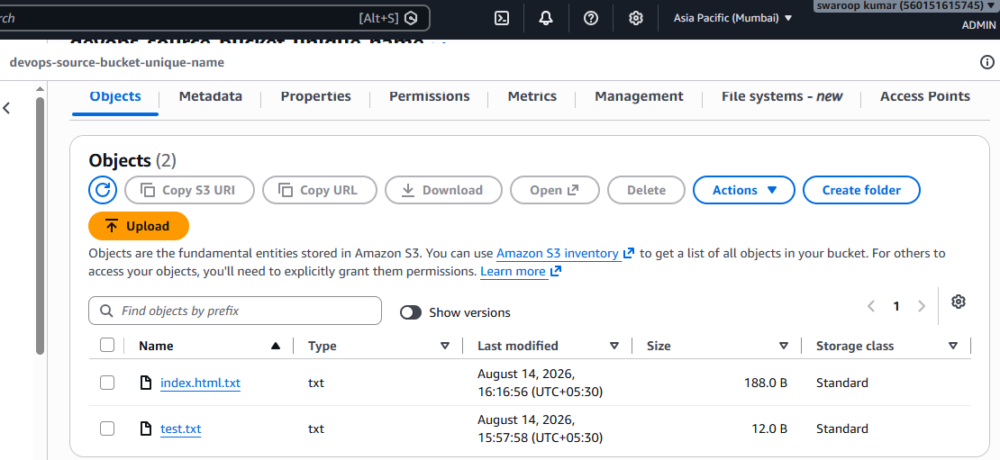 rch
[Alt+S]
Asia Pacific (Mumbai)
swaroop kumar (560151615745)
ADMIN
devops-source-bucket-unique-name
devops-source-bucket-unique-name
Objects Metadata Properties Permissions Metrics Management File systems - new Access Points
Objects (2)
Copy S3 URI Copy URL Download Open Delete Actions Create folder
Upload
Objects are the fundamental entities stored in Amazon S3. You can use Amazon S3 inventory to get a list of all objects in your bucket. For others to
access your objects, you'll need to explicitly grant them permissions. Learn more
Find objects by prefix Show versions 1
Name Type Last modified Size Storage class
index.html.txt txt August 14, 2026,
16:16:56 (UTC+05:30) 188.0 B Standard
test.txt txt August 14, 2026,
15:57:58 (UTC+05:30) 12.0 B Standard